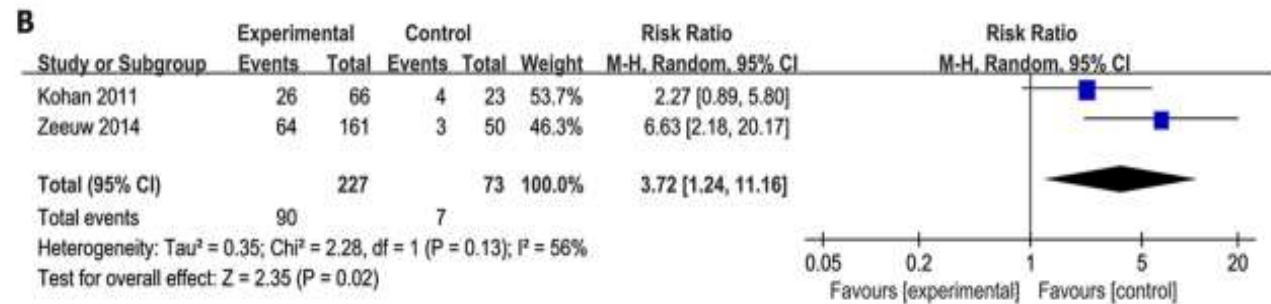 B
Experimental Control Risk Ratio Risk Ratio
Study or Subgroup Events Total Events Total Weight M-H, Random, 95% CI M-H, Random, 95% CI
Kohan 2011 26 66 4 23 53.7% 2.27 [0.89, 5.80]
Zeeuw 2014 64 161 3 50 46.3% 6.63 [2.18, 20.17]
Total (95% CI) 227 73 100.0% 3.72 [1.24, 11.16]
Total events 90 7
Heterogeneity: Tau² = 0.35; Chi² = 2.28, df = 1 (P = 0.13); I² = 56%
Test for overall effect: Z = 2.35 (P = 0.02)
0.05 0.2 1 5 20
Favours [experimental] Favours [control]